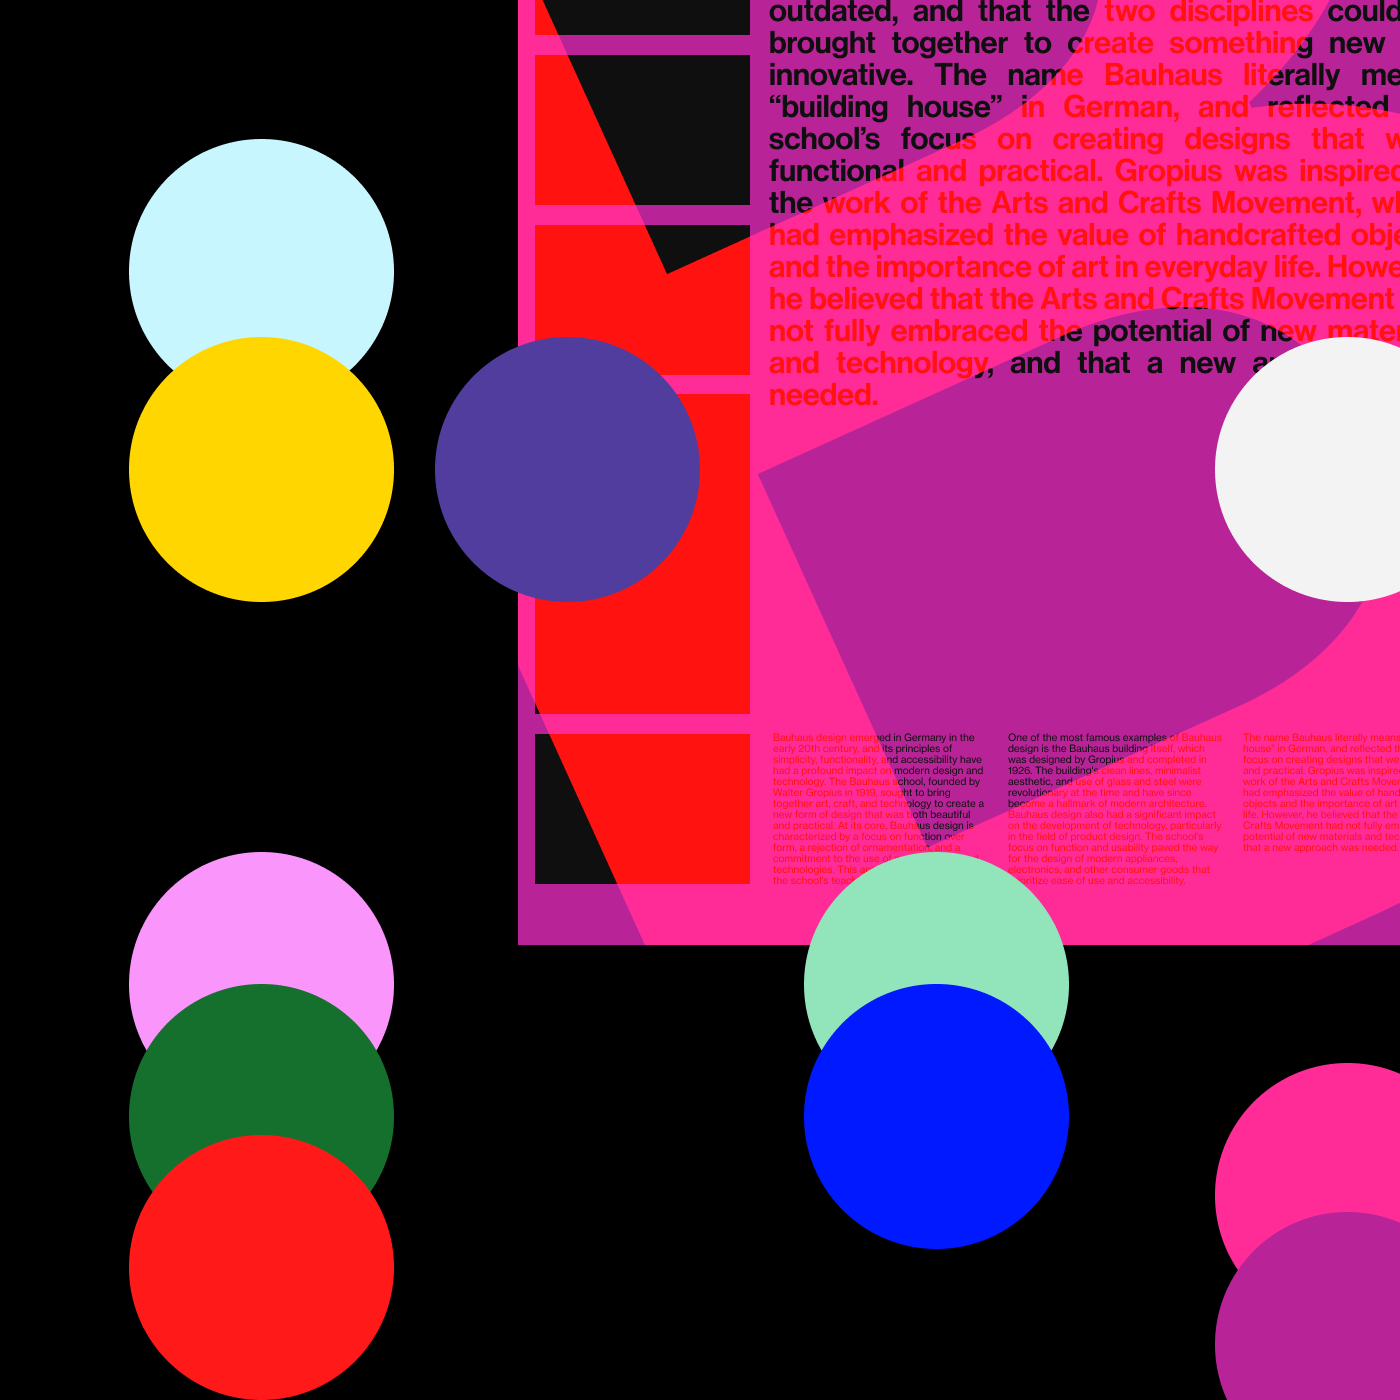 outdated, and that the two disciplines could
brought together to create something new
innovative. The name Bauhaus literally me
“building house” in German, and reflected
school’s focus on creating designs that w
functional and practical. Gropius was inspired
the work of the Arts and Crafts Movement, wh
had emphasized the value of handcrafted obje
and the importance of art in everyday life. Howe
he believed that the Arts and Crafts Movement
not fully embraced the potential of new mater
and technology, and that a new a
needed.
Bauhaus design emerged in Germany in the
early 20th century, and its principles of
simplicity, functionality, and accessibility have
had a profound impact on modern design and
technology. The Bauhaus school, founded by
Walter Gropius in 1919, sought to bring
together art, craft, and technology to create a
new form of design that was both beautiful
and practical. At its core, Bauhaus design is
characterized by a focus on function over
form, a rejection of ornamentation, and a
commitment to the use of
technologies. This
the school's
One of the most famous examples of Bauhaus
design is the Bauhaus building itself, which
was designed by Gropius and completed in
1926. The building's clean lines, minimalist
aesthetic, and use of glass and steel were
revolutionary at the time and have since
become a hallmark of modern architecture.
Bauhaus design also had a significant impact
on the development of technology, particularly
in the field of product design. The school's
focus on function and usability paved the way
for the design of modern appliances,
electronics, and other consumer goods that
prioritize ease of use and accessibility.
The name Bauhaus literally means
house" in German, and reflected th
focus on creating designs that we
and practical. Gropius was inspire
work of the Arts and Crafts Mover
had emphasized the value of hand
objects and the importance of art
life. However, he believed that the
Crafts Movement had not fully em
potential of new materials and tec
that a new approach was needed